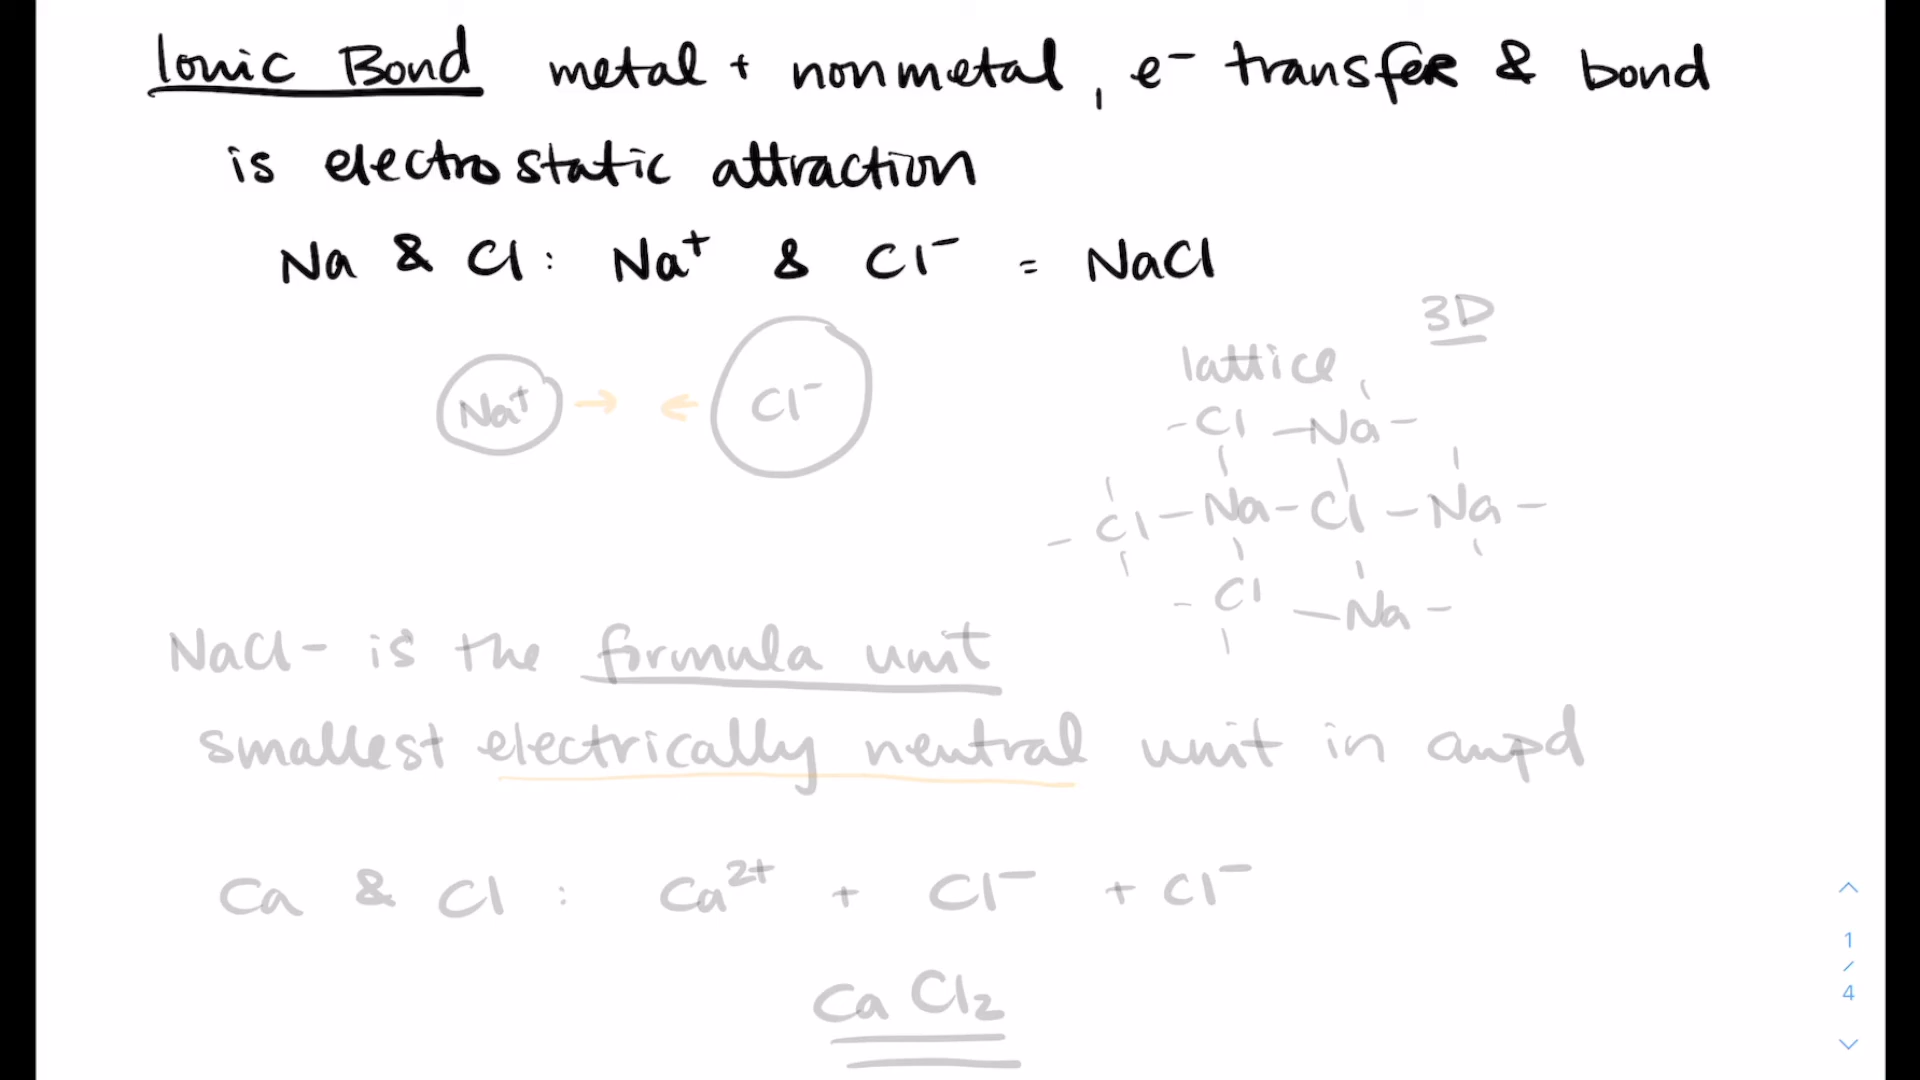 Ionic Bond metal + nonmetal, e⁻ transfer & bond
is electrostatic attraction
Na & Cl: Na⁺ & Cl⁻ = NaCl
3D
lattice
Na⁺ → ← Cl⁻
-Cl -Na-
-Cl-Na-Cl-Na-
-Cl -Na-
NaCl- is the formula unit
smallest electrically neutral unit in cmpd
Ca & Cl: Ca²⁺ + Cl⁻ + Cl⁻
CaCl₂
1
/
4